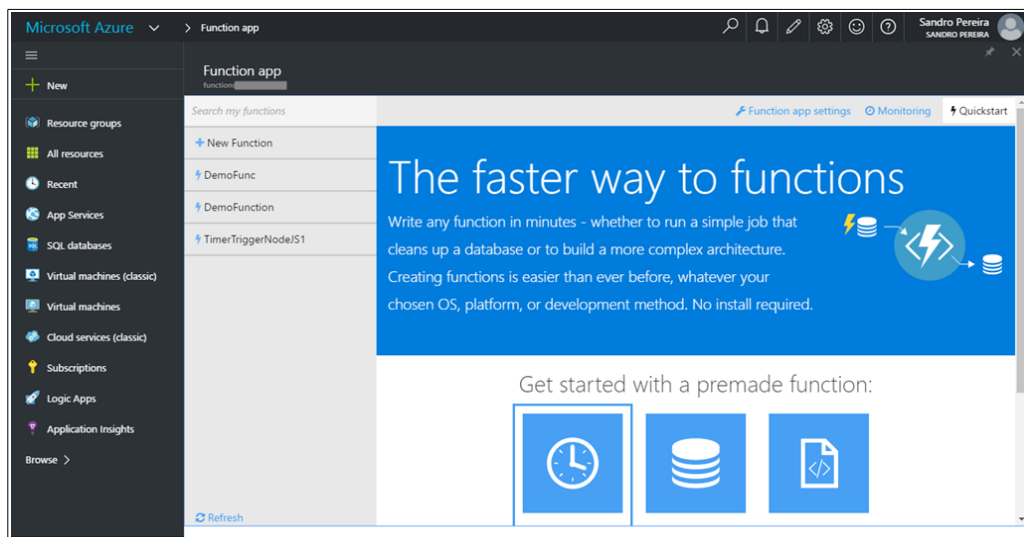 Microsoft Azure
Function app
Sandro Pereira
SANDRO PEREIRA
Function app
function
New
Resource groups
All resources
Recent
App Services
SQL databases
Virtual machines (classic)
Virtual machines
Cloud services (classic)
Subscriptions
Logic Apps
Application Insights
Browse >
Search my functions
New Function
DemoFunc
DemoFunction
TimerTriggerNodeJS1
Refresh
Function app settings
Monitoring
Quickstart
The faster way to functions
Write any function in minutes - whether to run a simple job that
cleans up a database or to build a more complex architecture.
Creating functions is easier than ever before, whatever your
chosen OS, platform, or development method. No install required.
Get started with a premade function: